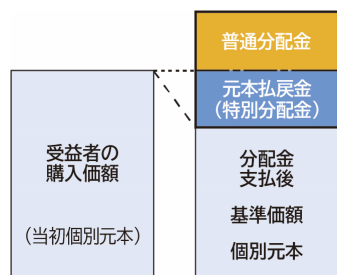 普通分配金
元本払戻金
（特別分配金）
受益者の
購入価額
（当初個別元本）
分配金
支払後
基準価額
個別元本